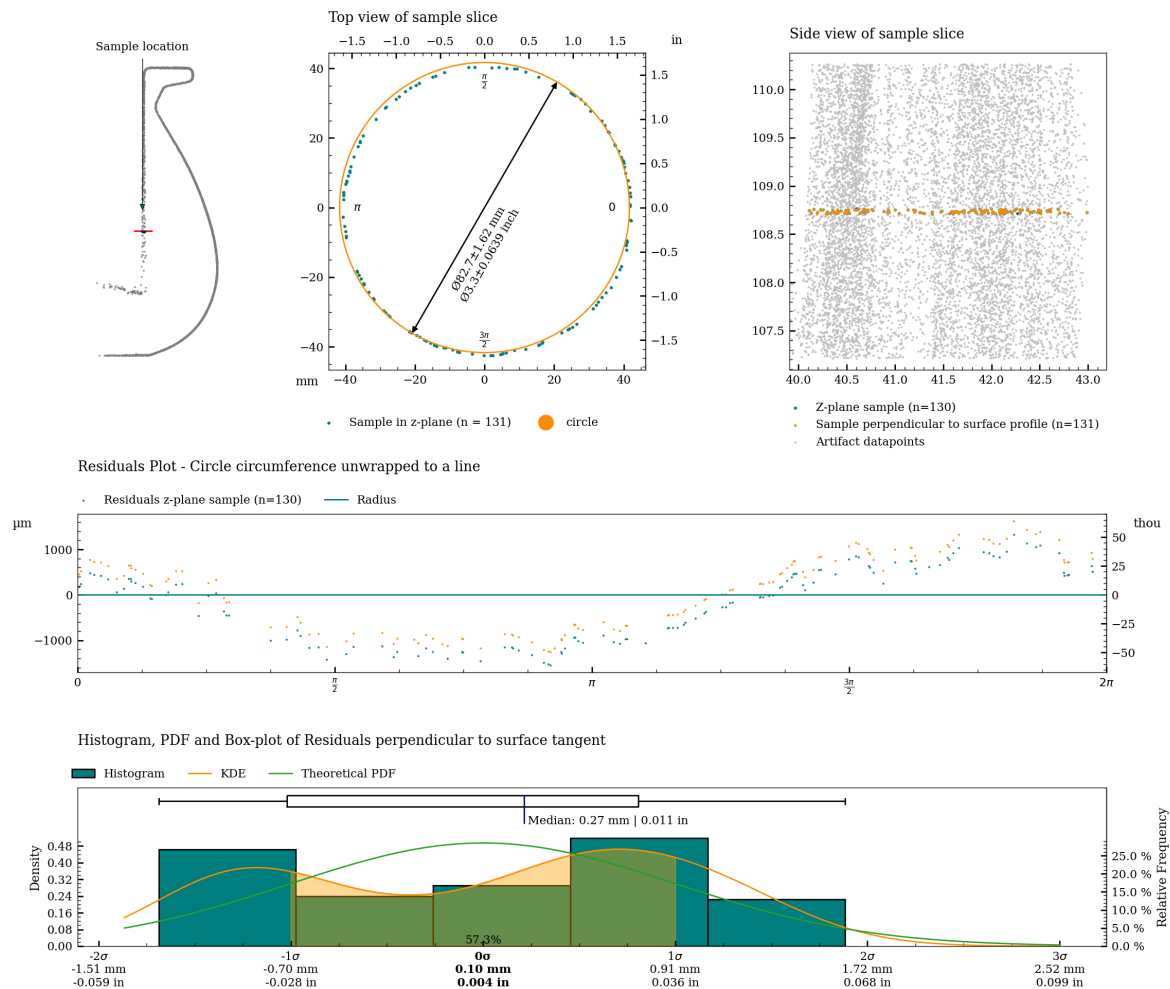 Sample location
Top view of sample slice
−1.5 −1.0 −0.5 0.0 0.5 1.0 1.5 in
40
20
0
−20
−40
mm
−40 −20 0 20 40
1.5
1.0
0.5
0.0
−0.5
−1.0
−1.5
π/2
π
0
3π/2
Ø82.7±1.62 mm
Ø3.3±0.0639 inch
Sample in z-plane (n = 131)
circle
Side view of sample slice
110.0
109.5
109.0
108.5
108.0
107.5
40.0 40.5 41.0 41.5 42.0 42.5 43.0
Z-plane sample (n=130)
Sample perpendicular to surface profile (n=131)
Artifact datapoints
Residuals Plot - Circle circumference unwrapped to a line
Residuals z-plane sample (n=130)
Radius
µm
thou
1000
0
−1000
50
25
0
−25
−50
0 π/2 π 3π/2 2π
Histogram, PDF and Box-plot of Residuals perpendicular to surface tangent
Histogram
KDE
Theoretical PDF
Median: 0.27 mm | 0.011 in
Density
0.48
0.40
0.32
0.24
0.16
0.08
0.00
Relative Frequency
25.0 %
20.0 %
15.0 %
10.0 %
5.0 %
0.0 %
57.3%
-2σ -1σ 0σ 1σ 2σ 3σ
-1.51 mm -0.70 mm 0.10 mm 0.91 mm 1.72 mm 2.52 mm
-0.059 in -0.028 in 0.004 in 0.036 in 0.068 in 0.099 in